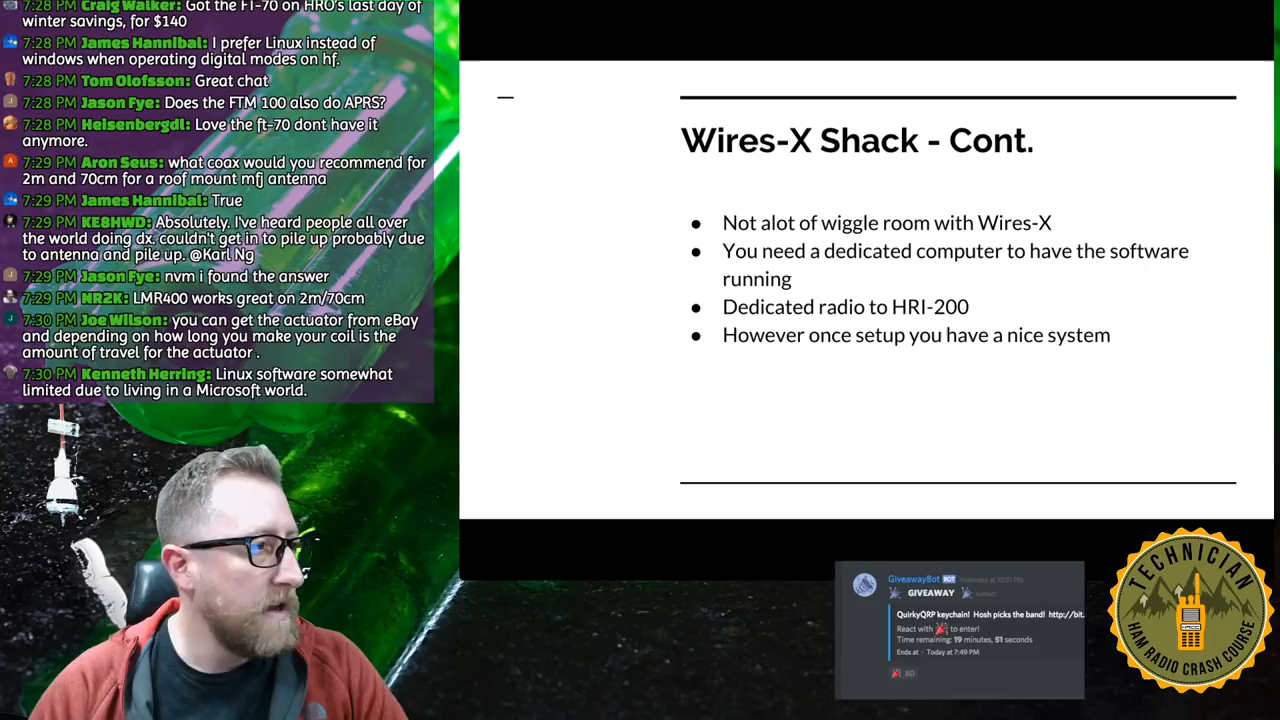 7:28 PM Craig Walker: Got the FT-70 on HRO's last day of
winter savings, for $140
7:28 PM James Hannibal: I prefer Linux instead of
windows when operating digital modes on hf.
7:28 PM Tom Olofsson: Great chat
7:28 PM Jason Fye: Does the FTM 100 also do APRS?
7:28 PM Heisenbergdl: Love the ft-70 dont have it
anymore.
7:29 PM Aron Seus: what coax would you recommend for
2m and 70cm for a roof mount mfj antenna
7:29 PM James Hannibal: True
7:29 PM KE8HWD: Absolutely. I've heard people all over
the world doing dx. couldn't get in to pile up probably due
to antenna and pile up. @Karl Ng
7:29 PM Jason Fye: nvm i found the answer
7:29 PM NR2K: LMR400 works great on 2m/70cm
7:30 PM Joe Wilson: you can get the actuator from eBay
and depending on how long you make your coil is the
amount of travel for the actuator .
7:30 PM Kenneth Herring: Linux software somewhat
limited due to living in a Microsoft world.
Wires-X Shack - Cont.
● Not alot of wiggle room with Wires-X
● You need a dedicated computer to have the software
running
● Dedicated radio to HRI-200
● However once setup you have a nice system
GiveawayBot BOT Yesterday at 10:51 PM
GIVEAWAY (edited)
QuirkyQRP keychain! Hosh picks the band! http://bit.
React with 🎉 to enter!
Time remaining: 19 minutes, 51 seconds
Ends at • Today at 7:49 PM
🎉 80
TECHNICIAN
HAM RADIO CRASH COURSE